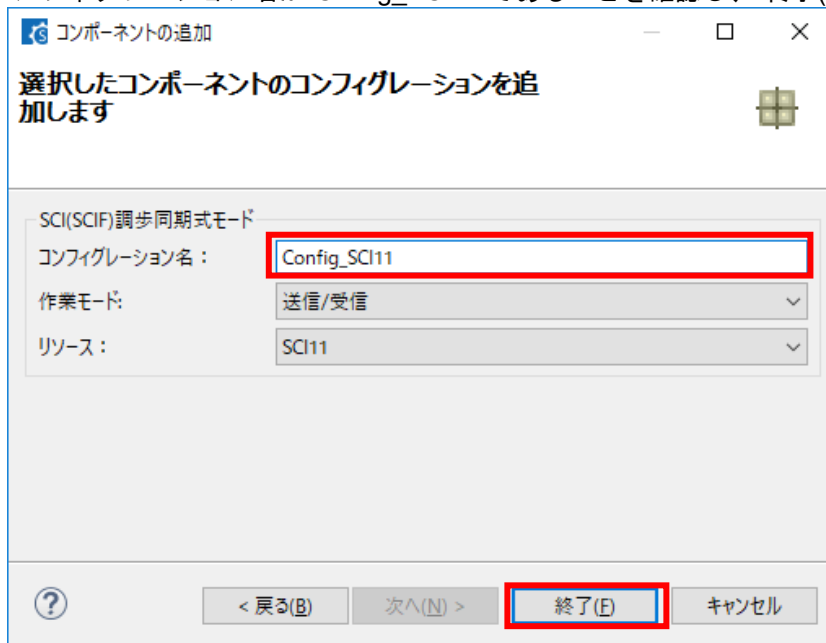 コンポーネントの追加
選択したコンポーネントのコンフィグレーションを追
加します
SCI(SCIF)調歩同期式モード
コンフィグレーション名：
Config_SCI11
作業モード:
送信/受信
リソース：
SCI11
< 戻る(B)
次へ(N) >
終了(F)
キャンセル